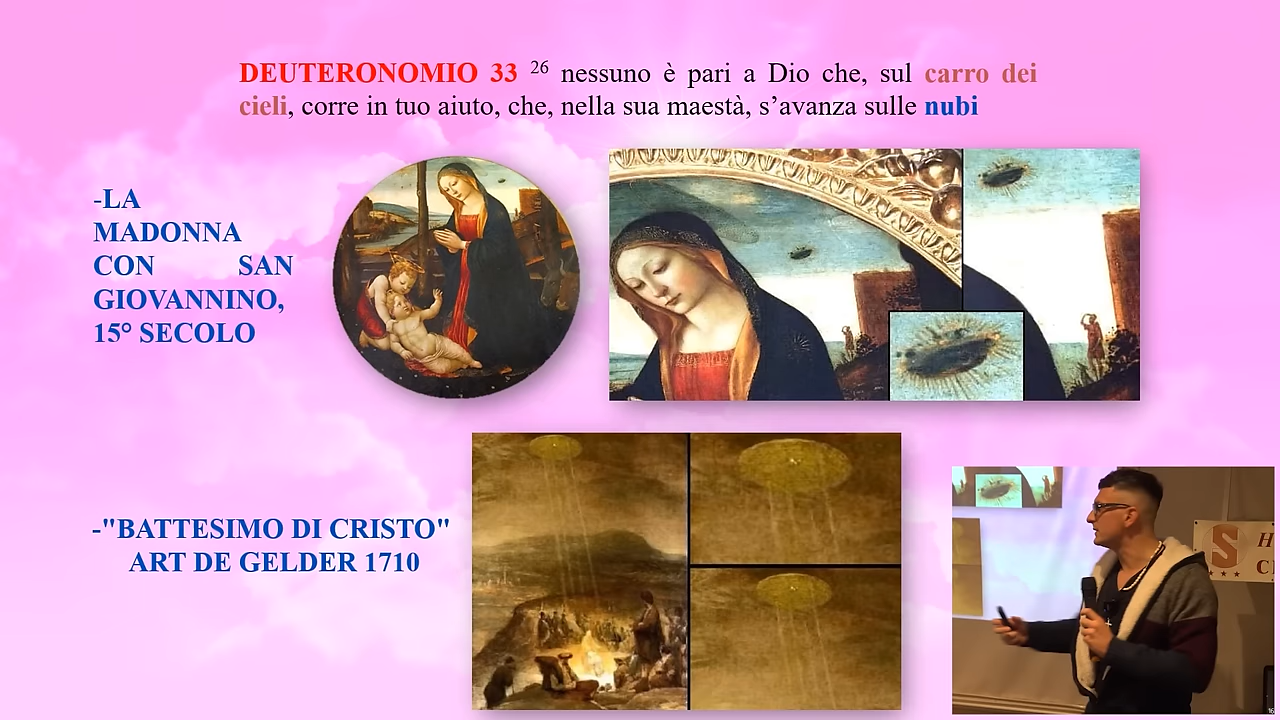 DEUTERONOMIO 33 26 nessuno è pari a Dio che, sul carro dei
cieli, corre in tuo aiuto, che, nella sua maestà, s’avanza sulle nubi
-LA
MADONNA
CON SAN
GIOVANNINO,
15° SECOLO
-"BATTESIMO DI CRISTO"
ART DE GELDER 1710
S H
C
16